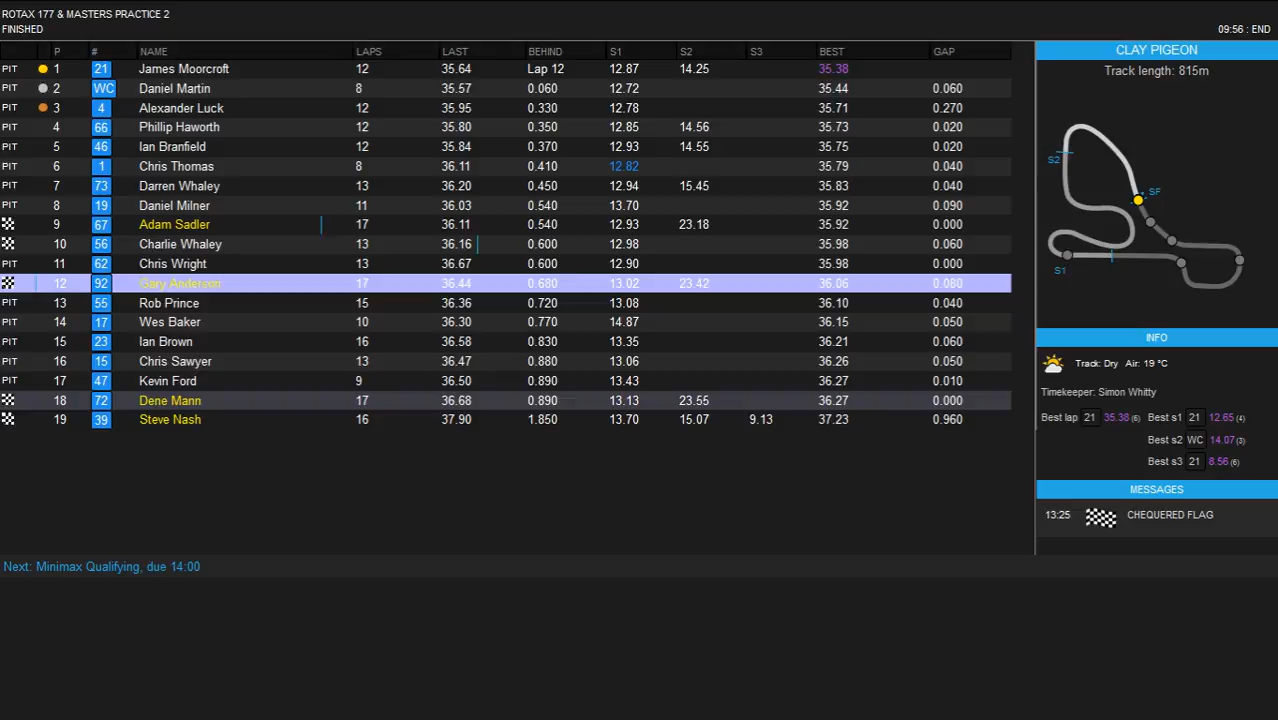 ROTAX 177 & MASTERS PRACTICE 2
FINISHED
09:56 : END
P # NAME LAPS LAST BEHIND S1 S2 S3 BEST GAP
PIT 1 21 James Moorcroft 12 35.64 Lap 12 12.87 14.25 35.38
PIT 2 WC Daniel Martin 8 35.57 0.060 12.72 35.44 0.060
PIT 3 4 Alexander Luck 12 35.95 0.330 12.78 35.71 0.270
PIT 4 66 Phillip Haworth 12 35.80 0.350 12.85 14.56 35.73 0.020
PIT 5 46 Ian Branfield 12 35.84 0.370 12.93 14.55 35.75 0.020
PIT 6 1 Chris Thomas 8 36.11 0.410 12.82 35.79 0.040
PIT 7 73 Darren Whaley 13 36.20 0.450 12.94 15.45 35.83 0.040
PIT 8 19 Daniel Milner 11 36.03 0.540 13.70 35.92 0.090
9 67 Adam Sadler 17 36.11 0.540 12.93 23.18 35.92 0.000
10 56 Charlie Whaley 13 36.16 0.600 12.98 35.98 0.060
PIT 11 62 Chris Wright 13 36.67 0.600 12.90 35.98 0.000
12 92 Gary Anderson 17 36.44 0.680 13.02 23.42 36.06 0.080
PIT 13 55 Rob Prince 15 36.36 0.720 13.08 36.10 0.040
PIT 14 17 Wes Baker 10 36.30 0.770 14.87 36.15 0.050
PIT 15 23 Ian Brown 16 36.58 0.830 13.35 36.21 0.060
PIT 16 15 Chris Sawyer 13 36.47 0.880 13.06 36.26 0.050
PIT 17 47 Kevin Ford 9 36.50 0.890 13.43 36.27 0.010
18 72 Dene Mann 17 36.68 0.890 13.13 23.55 36.27 0.000
19 39 Steve Nash 16 37.90 1.850 13.70 15.07 9.13 37.23 0.960
Next: Minimax Qualifying, due 14:00
CLAY PIGEON
Track length: 815m
S2
SF
S1
INFO
Track: Dry Air: 19 °C
Timekeeper: Simon Whitty
Best lap 21 35.38 (6) Best s1 21 12.65 (4)
Best s2 WC 14.07 (3)
Best s3 21 8.56 (6)
MESSAGES
13:25 CHEQUERED FLAG